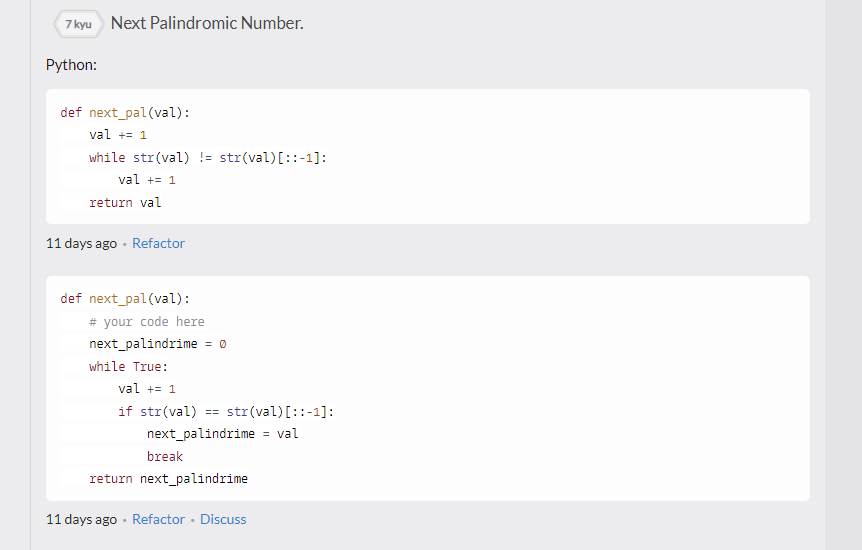 7 kyu Next Palindromic Number.
Python:
def next_pal(val):
    val += 1
    while str(val) != str(val)[::-1]:
        val += 1
    return val
11 days ago • Refactor
def next_pal(val):
    # your code here
    next_palindrime = 0
    while True:
        val += 1
        if str(val) == str(val)[::-1]:
            next_palindrime = val
            break
    return next_palindrime
11 days ago • Refactor • Discuss